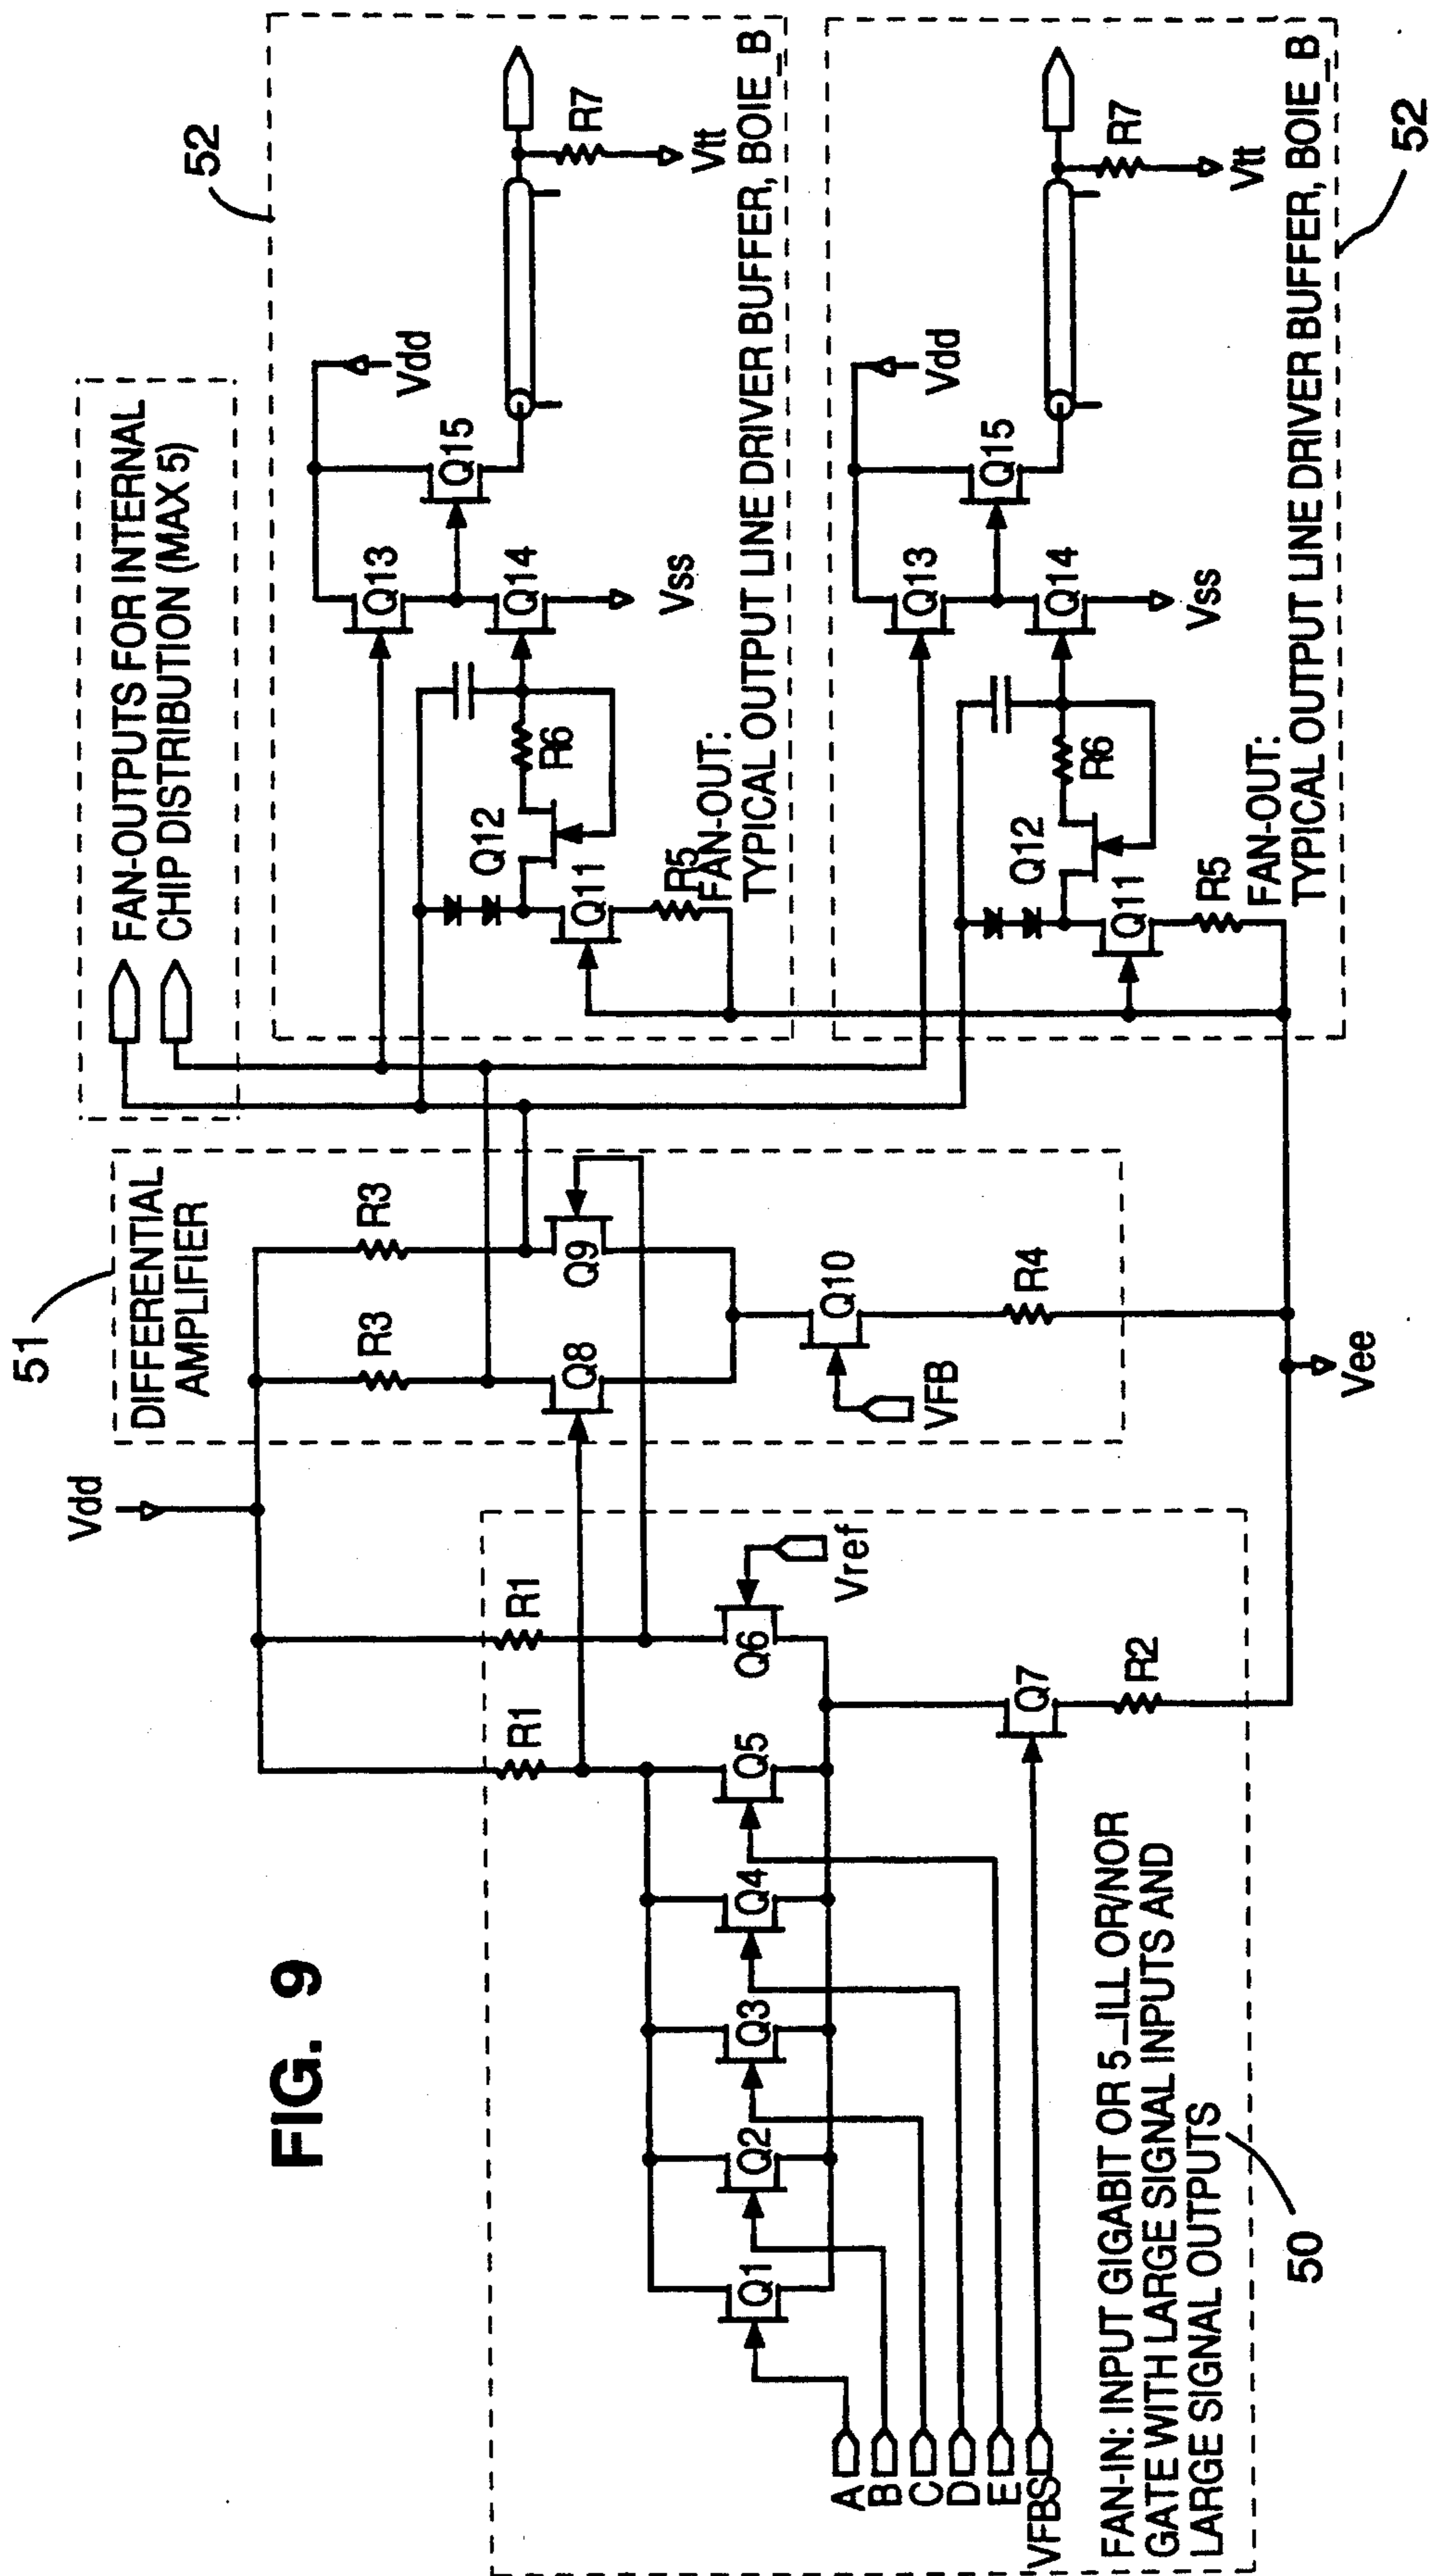 FIG. 9
50
FAN-IN: INPUT GIGABIT OR 5_ILL OR/NOR
GATE WITH LARGE SIGNAL INPUTS AND
LARGE SIGNAL OUTPUTS
A
B
C
D
E
VFBS
Q1
Q2
Q3
Q4
Q5
Q6
R1
R1
Vref
Q7
R2
Vdd
51
DIFFERENTIAL
AMPLIFIER
R3
R3
Q8
Q9
Q10
VFB
R4
Vee
FAN-OUTPUTS FOR INTERNAL
CHIP DISTRIBUTION (MAX 5)
52
Q13
Vdd
Q15
Q14
Vss
Q12
R6
Q11
R5
R7
Vtt
FAN-OUT:
TYPICAL OUTPUT LINE DRIVER BUFFER, BOIE_B
Q13
Vdd
Q15
Q14
Vss
Q12
R6
Q11
R5
R7
Vtt
FAN-OUT:
TYPICAL OUTPUT LINE DRIVER BUFFER, BOIE_B
52